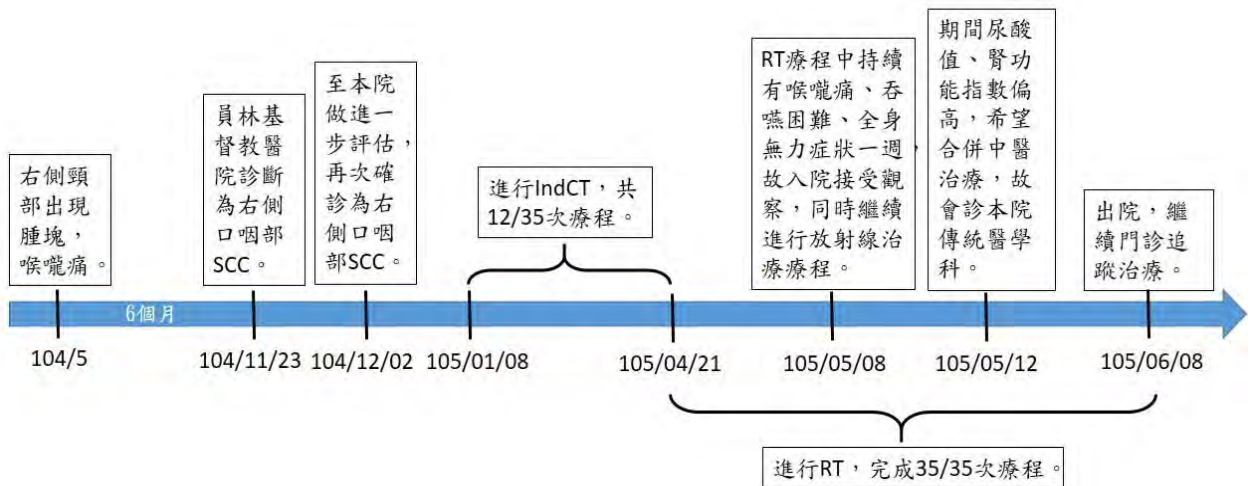 右側頸
部出現
腫塊，
喉嚨痛。
員林基
督教醫
院診斷
為右側
口咽部
SCC。
至本院
做進一
步評估，
再次確
診為右
側口咽
部SCC。
進行IndCT，共
12/35次療程。
RT療程中持續
有喉嚨痛、吞
嚥困難、全身
無力症狀一週，
故入院接受觀
察，同時繼續
進行放射線治
療療程。
期間尿酸
值、腎功
能指數偏
高，希望
合併中醫
治療，故
會診本院
傳統醫學
科。
出院，繼
續門診追
蹤治療。
6個月
104/5
104/11/23
104/12/02
105/01/08
105/04/21
105/05/08
105/05/12
105/06/08
進行RT，完成35/35次療程。